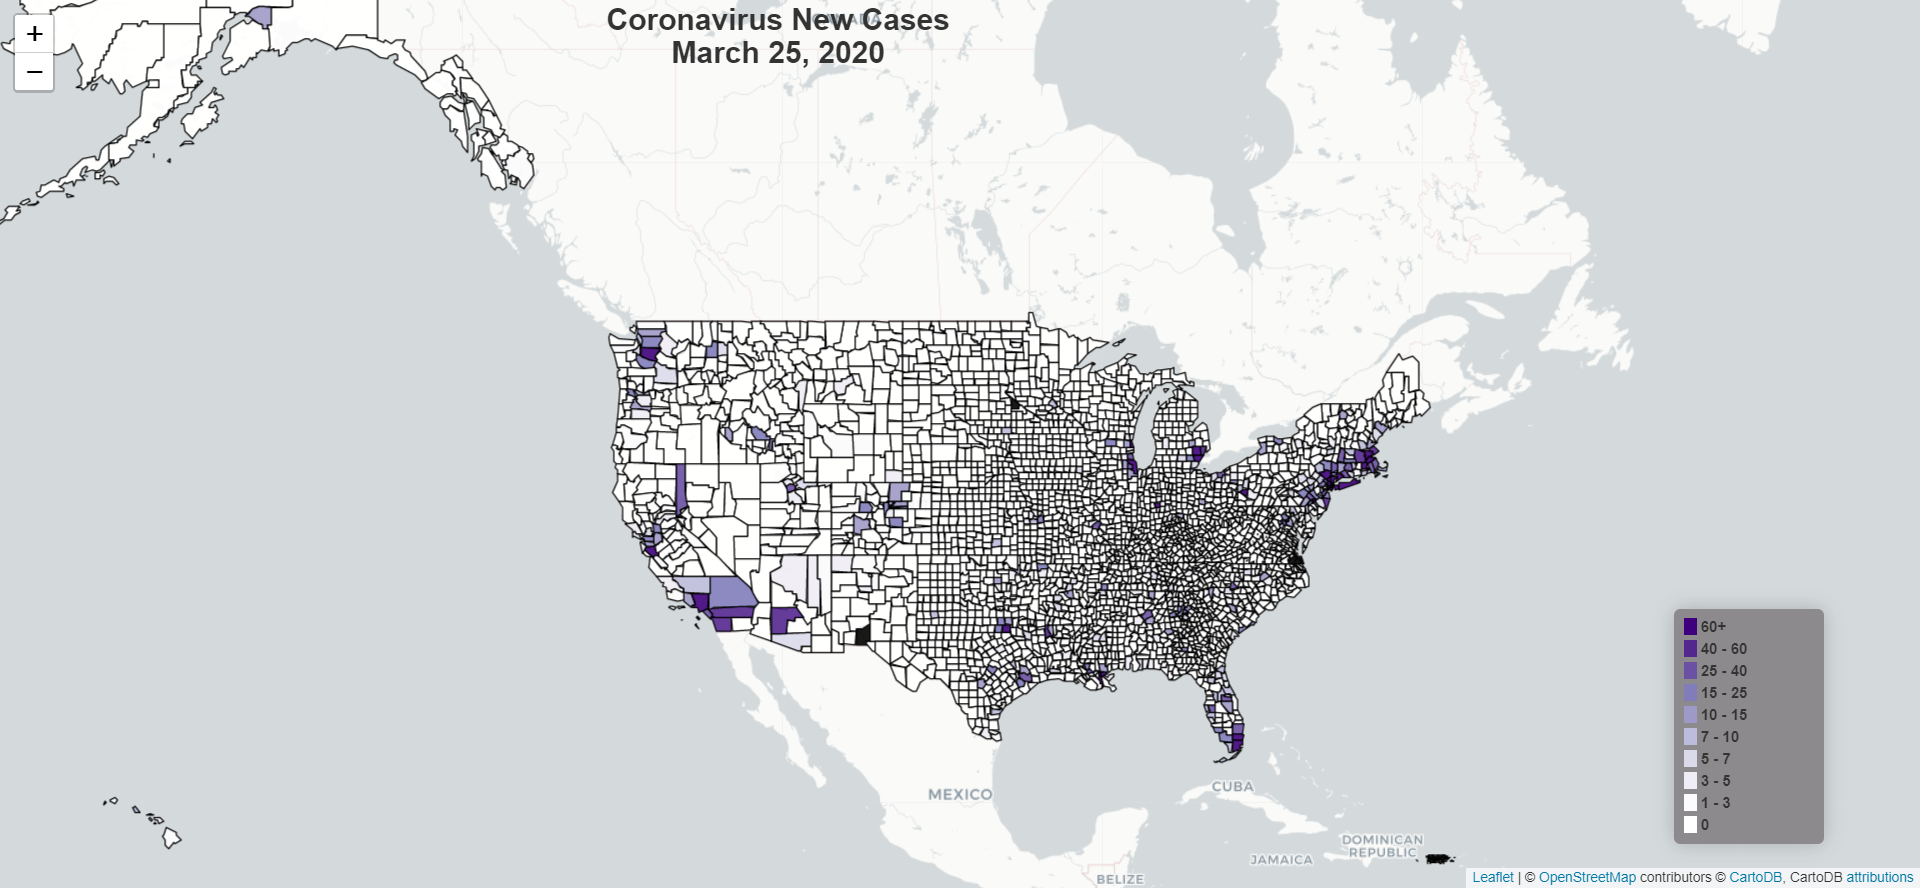 +
−
CANADA
Coronavirus New Cases
March 25, 2020
60+
40 - 60
25 - 40
15 - 25
10 - 15
7 - 10
5 - 7
3 - 5
1 - 3
0
MEXICO
CUBA
DOMINICAN
REPUBLIC
JAMAICA
BELIZE
Leaflet | © OpenStreetMap contributors © CartoDB, CartoDB attributions